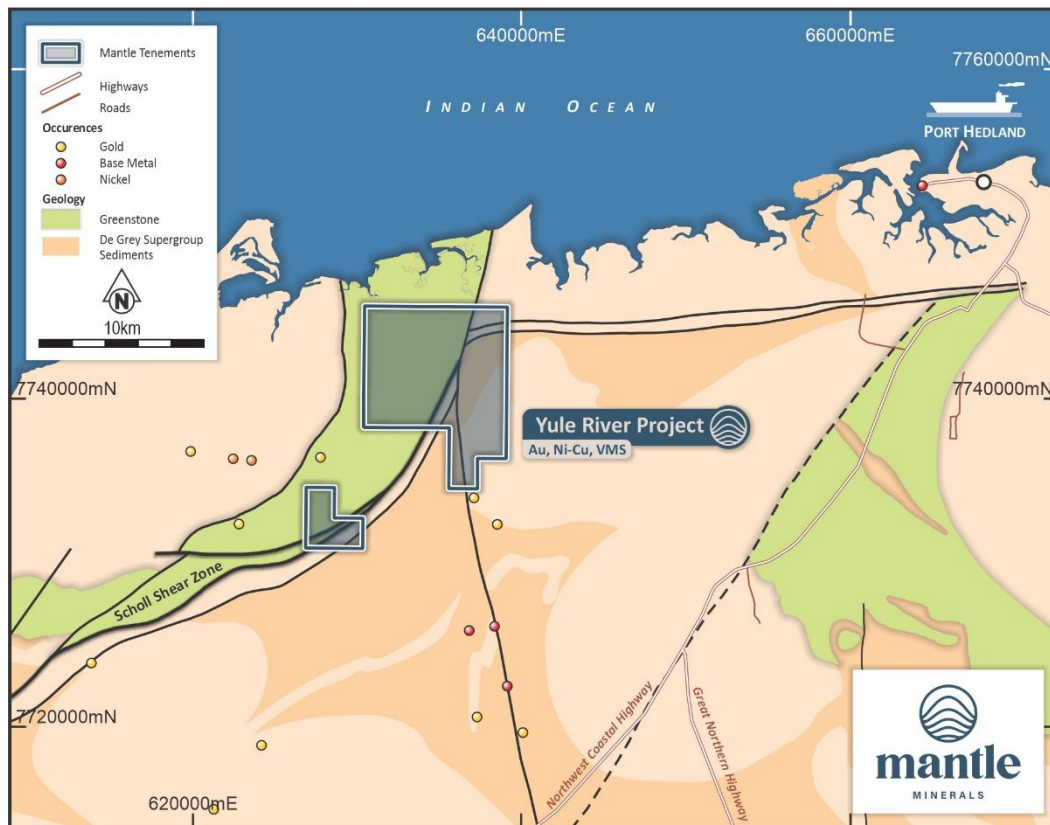 640000mE
660000mE
7760000mN
Mantle Tenements
Highways
Roads
Occurences
Gold
Base Metal
Nickel
Geology
Greenstone
De Grey Supergroup
Sediments
N
10km
INDIAN OCEAN
PORT HEDLAND
7740000mN
7740000mN
Yule River Project
Au, Ni-Cu, VMS
Scholl Shear Zone
Northwest Coastal Highway
Great Northern Highway
7720000mN
620000mE
mantle
MINERALS